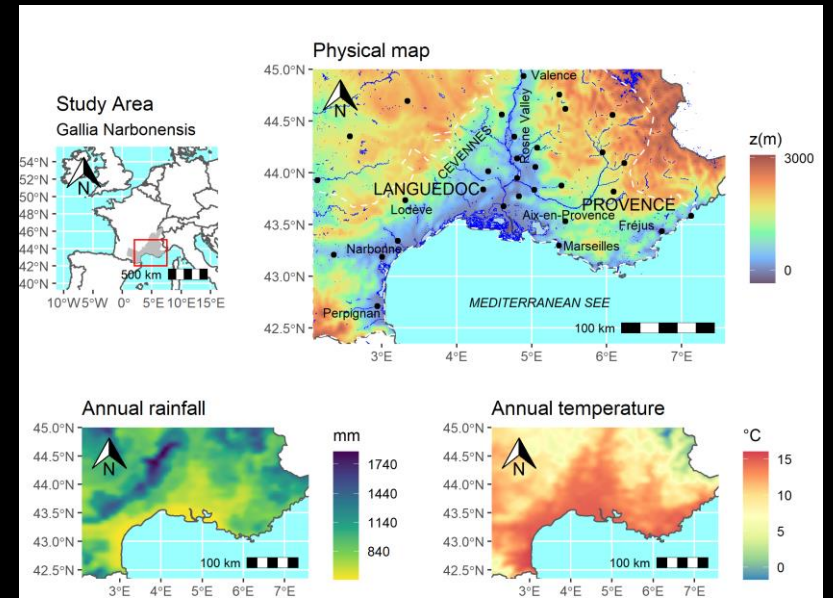 Physical map
45.0°N
44.5°N
44.0°N
43.5°N
43.0°N
42.5°N
N
Valence
Rosne Valley
CEVENNES
LANGUEDOC
Lodève
PROVENCE
Aix-en-Provence
Fréjus
Marseilles
Narbonne
Perpignan
MEDITERRANEAN SEE
100 km
3°E 4°E 5°E 6°E 7°E
z(m)
3000
0
Study Area
Gallia Narbonensis
54°N
52°N
50°N
48°N
46°N
44°N
42°N
40°N
N
500 km
10°W 5°W 0° 5°E 10°E 15°E
Annual rainfall
45.0°N
44.5°N
44.0°N
43.5°N
43.0°N
42.5°N
N
100 km
3°E 4°E 5°E 6°E 7°E
mm
1740
1440
1140
840
Annual temperature
45.0°N
44.5°N
44.0°N
43.5°N
43.0°N
42.5°N
N
100 km
3°E 4°E 5°E 6°E 7°E
°C
15
10
5
0